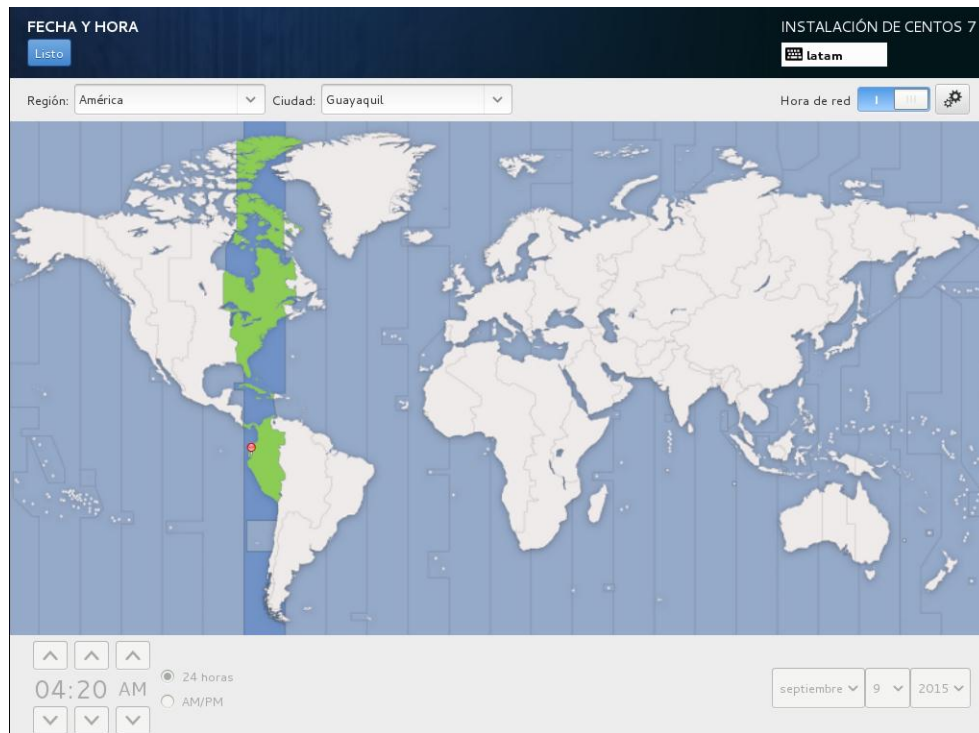 FECHA Y HORA
INSTALACIÓN DE CENTOS 7
Listo
latam
Región: América
Ciudad: Guayaquil
Hora de red
04:20 AM
24 horas
AM/PM
septiembre 9 2015